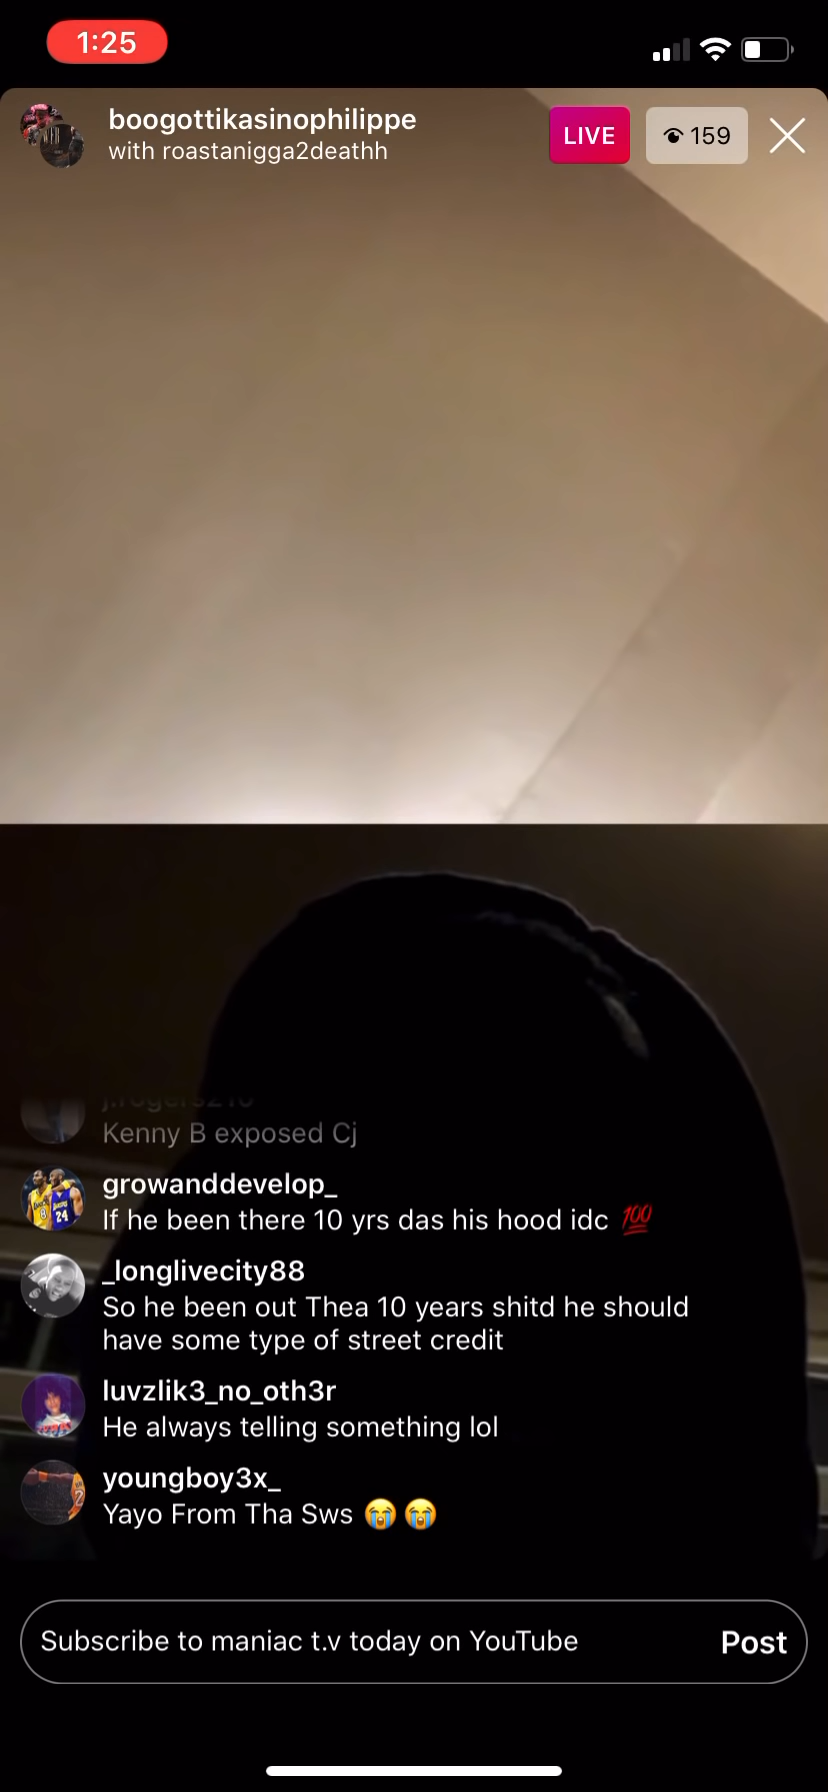 1:25
boogottikasinophilippe
with roastanigga2deathh
LIVE
159
Kenny B exposed Cj
growanddevelop_
If he been there 10 yrs das his hood idc 💯
_longlivecity88
So he been out Thea 10 years shitd he should
have some type of street credit
luvzlik3_no_oth3r
He always telling something lol
youngboy3x_
Yayo From Tha Sws 😭😭
Subscribe to maniac t.v today on YouTube
Post